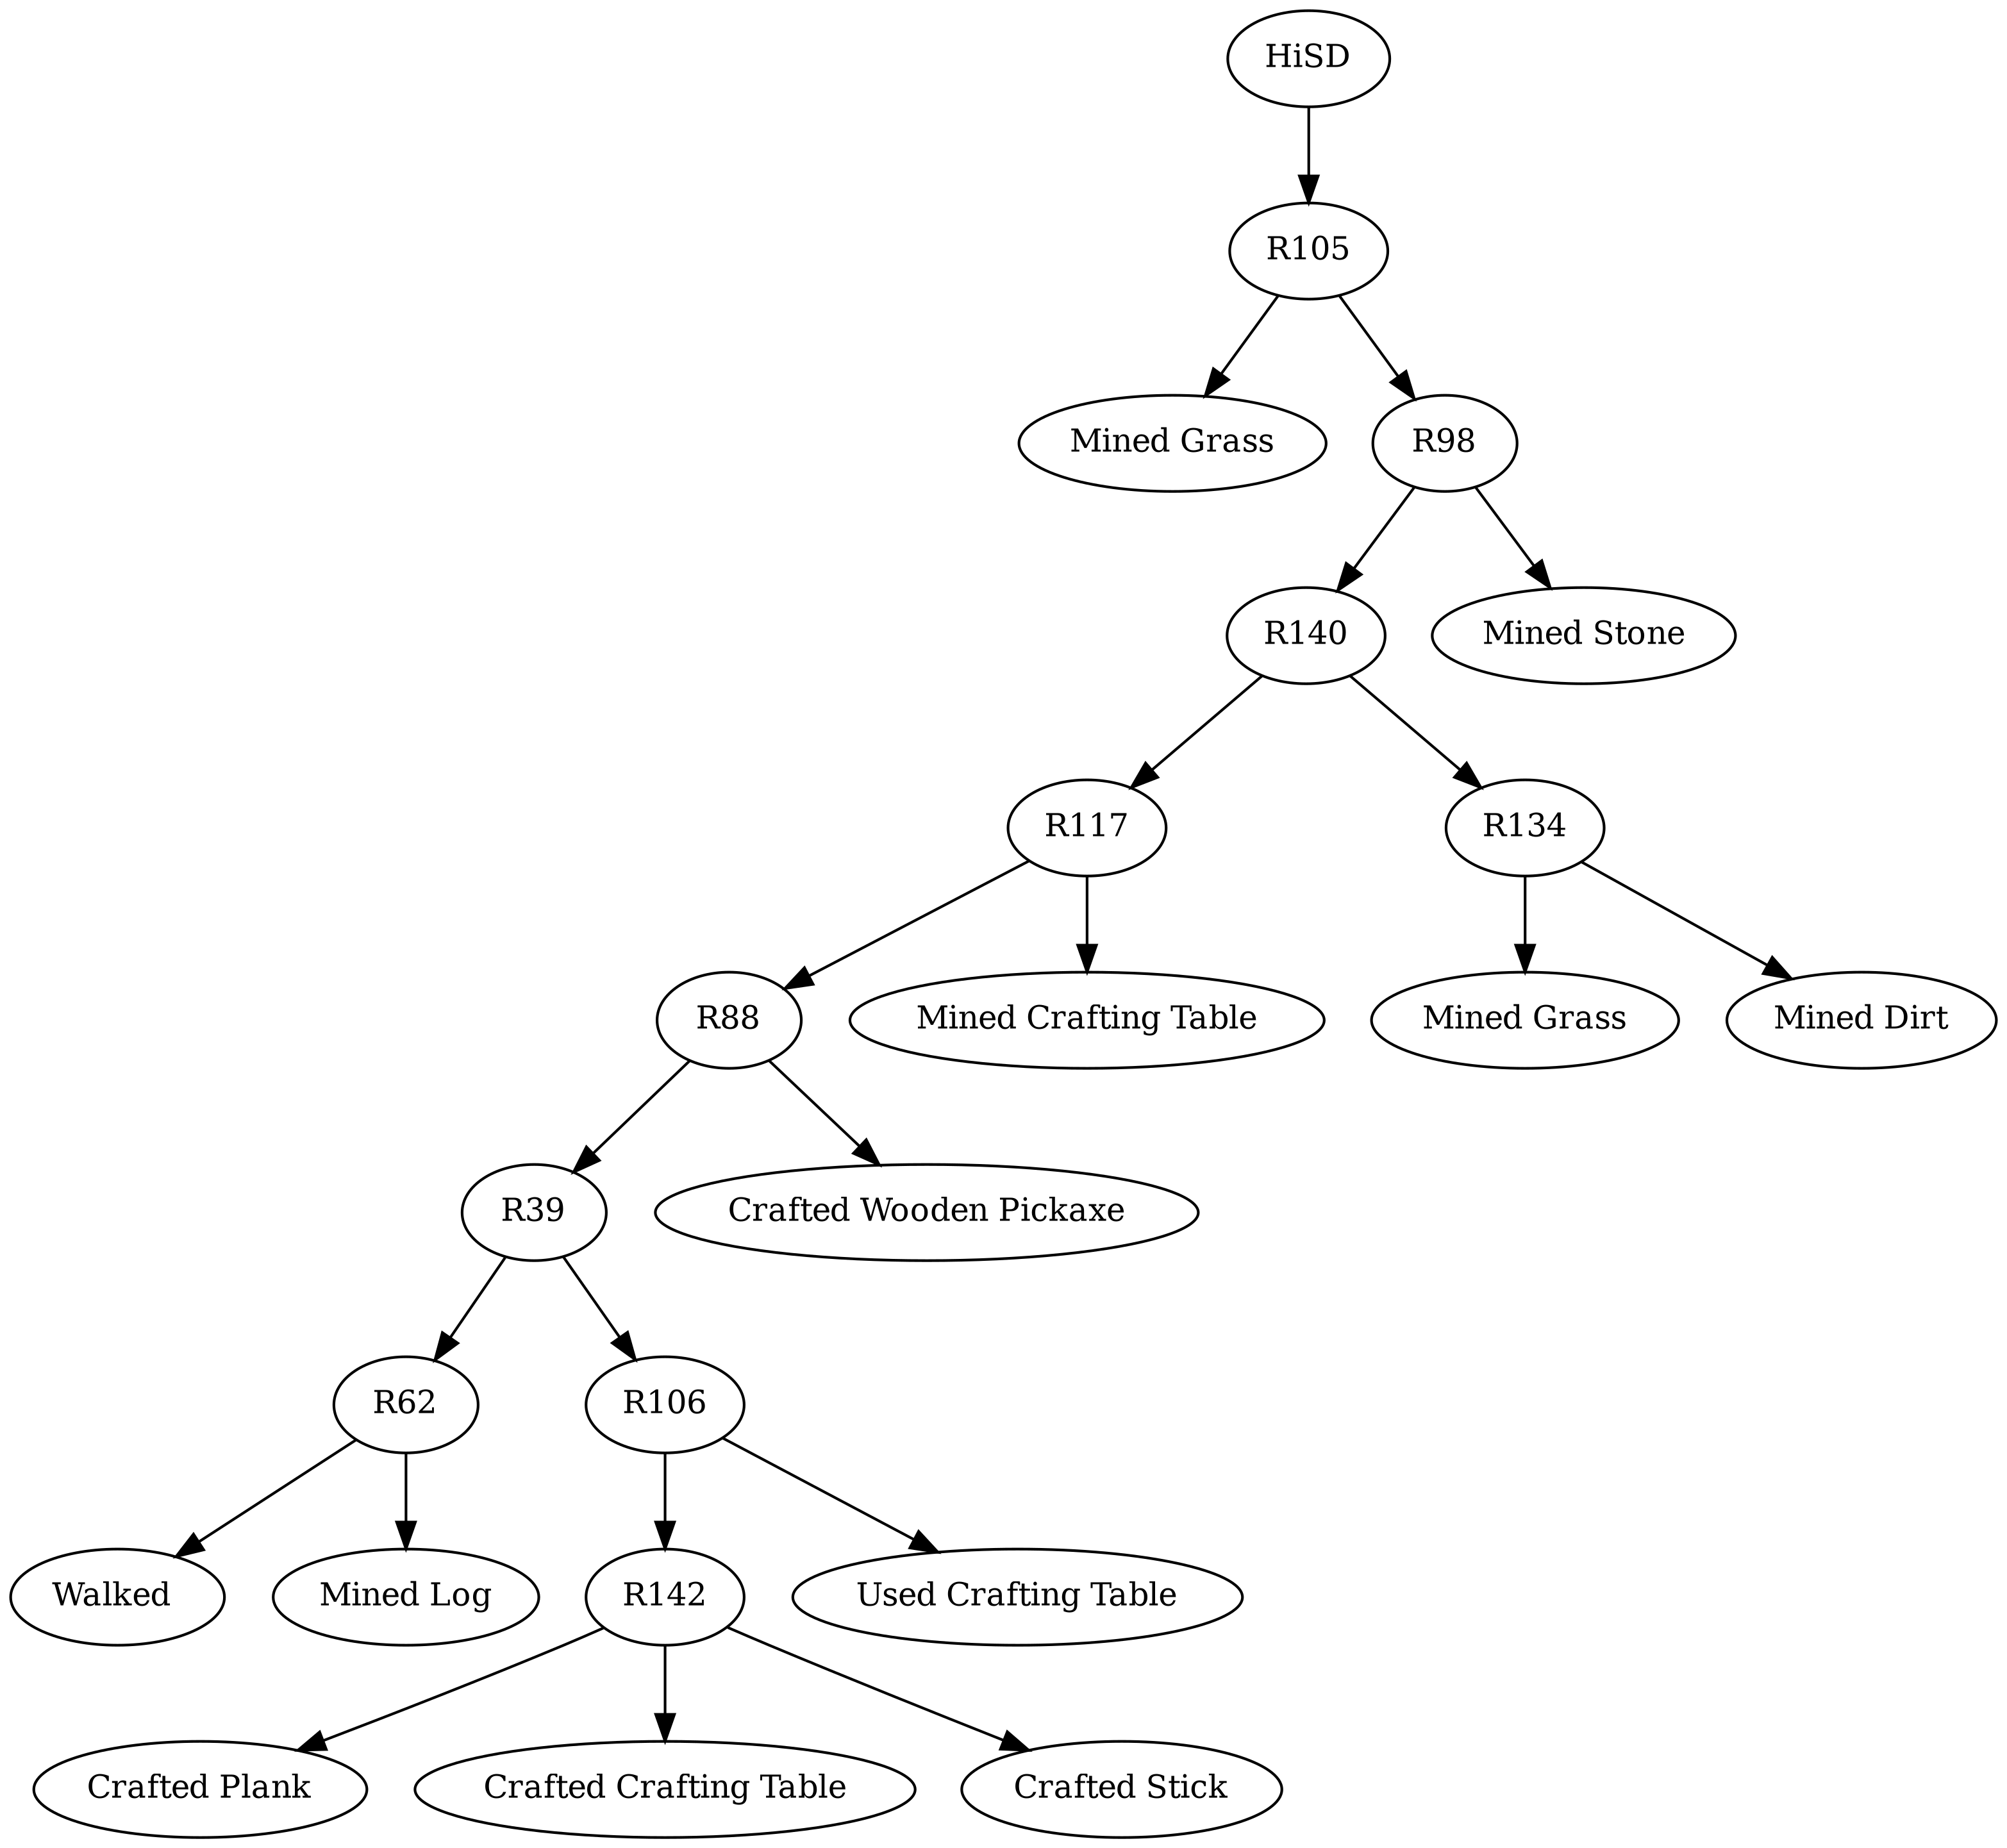 HiSD
R105
Mined Grass
R98
R140
Mined Stone
R117
R134
R88
Mined Crafting Table
Mined Grass
Mined Dirt
R39
Crafted Wooden Pickaxe
R62
R106
Walked
Mined Log
R142
Used Crafting Table
Crafted Plank
Crafted Crafting Table
Crafted Stick